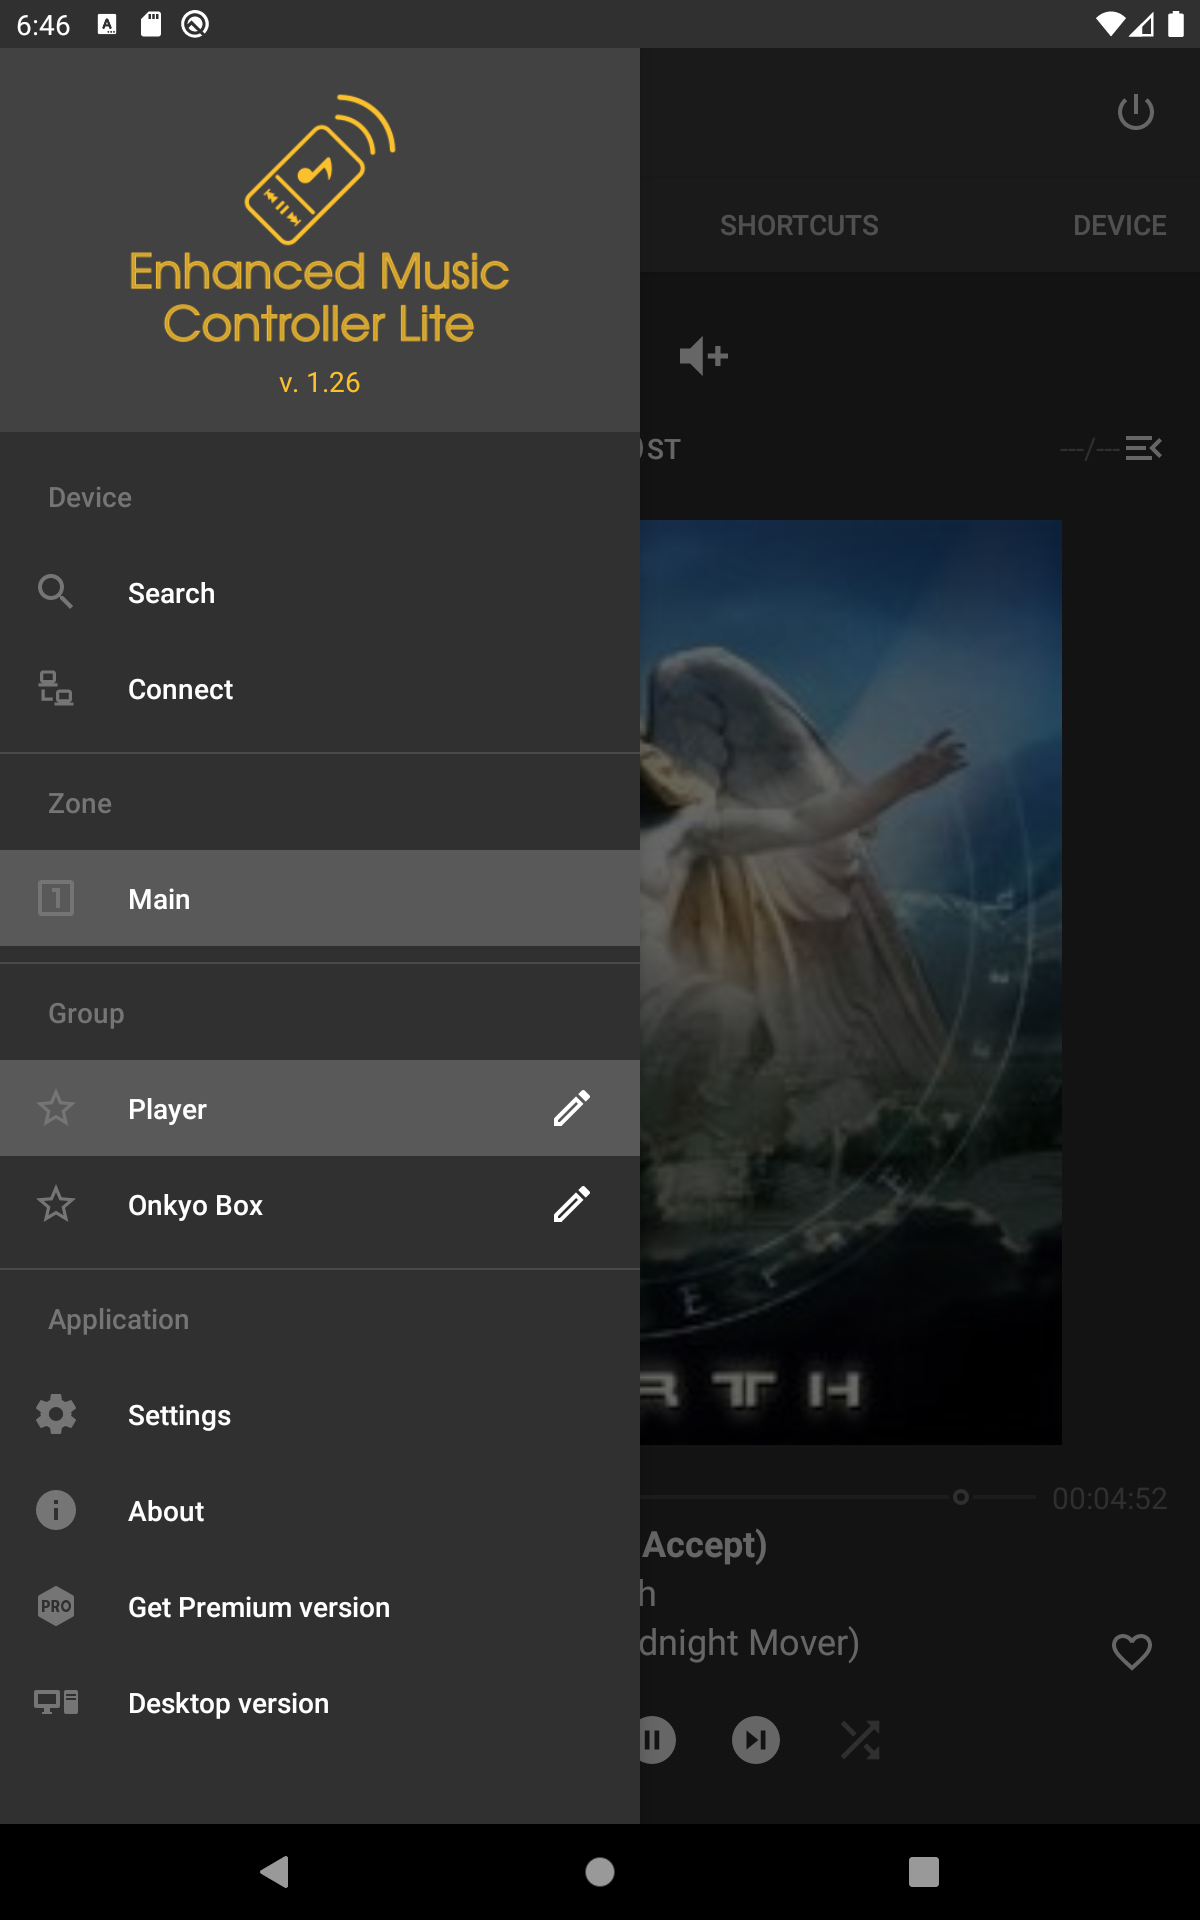 6:46
Enhanced Music
Controller Lite
v. 1.26
SHORTCUTS
DEVICE
ST
---/---
Device
Search
Connect
Zone
1
Main
Group
Player
Onkyo Box
Application
Settings
About
PRO
Get Premium version
Desktop version
RTH
00:04:52
Accept)
h
dnight Mover)